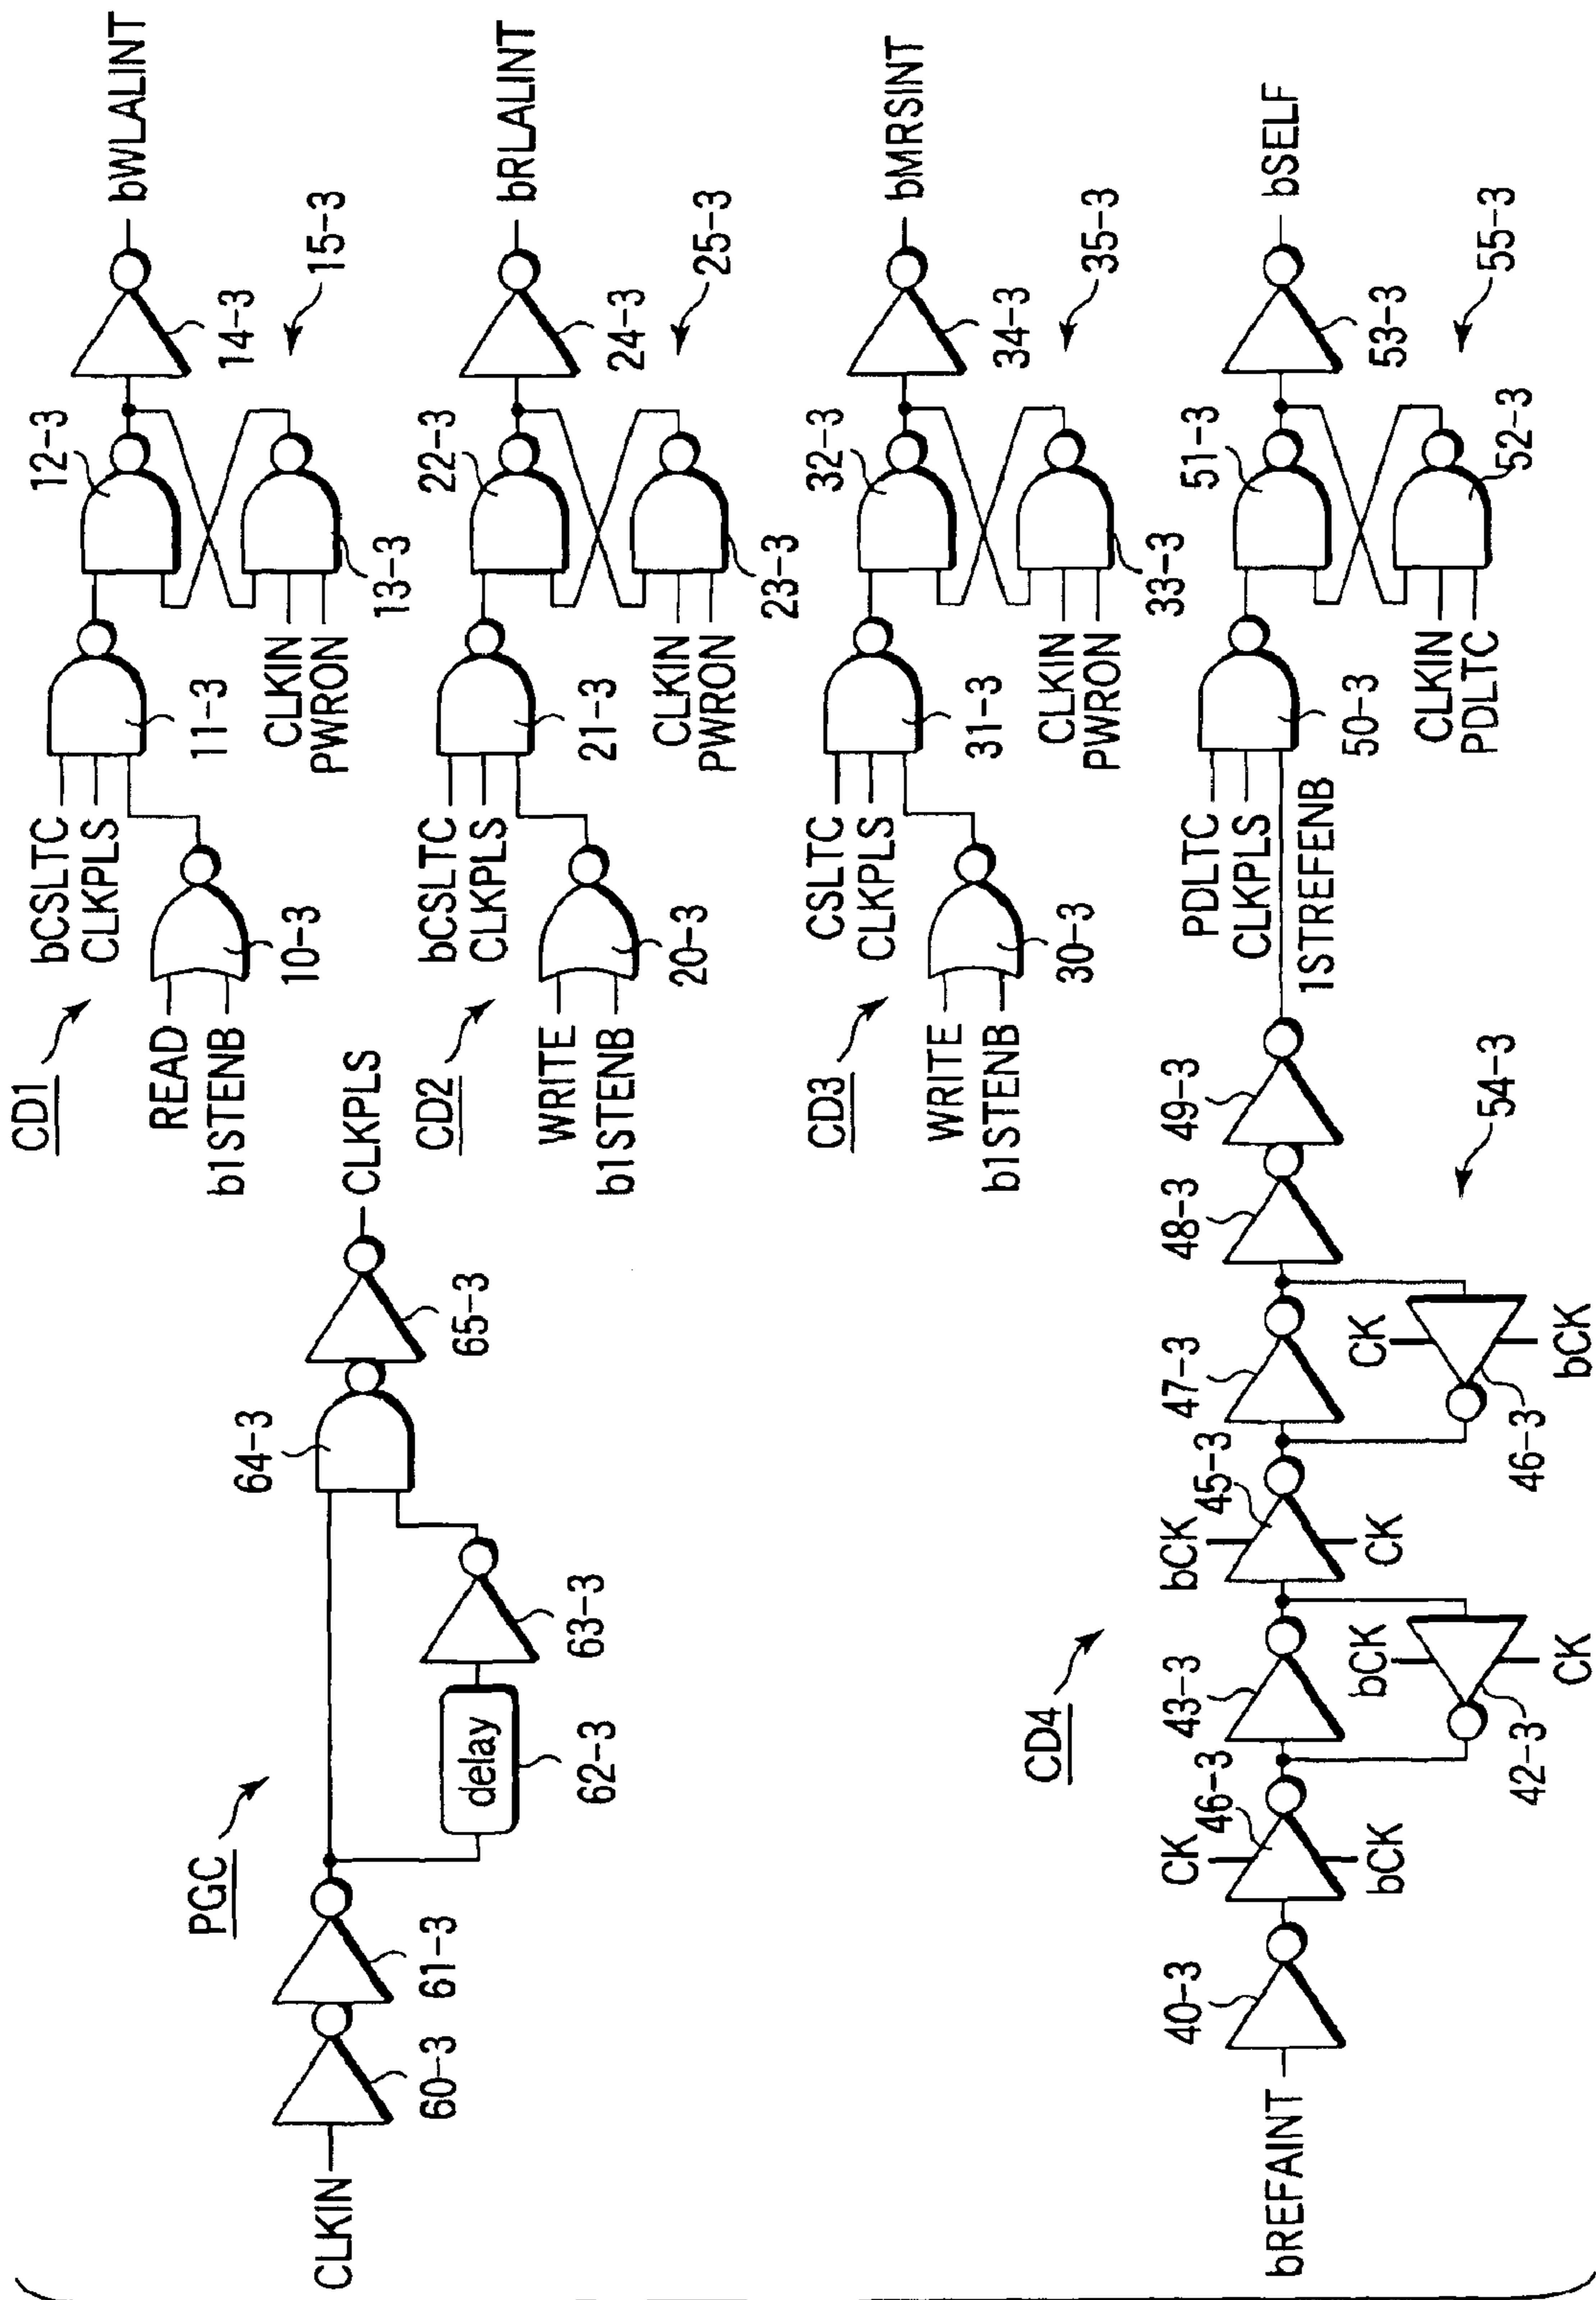 CLKIN
60-3
61-3
PGC
delay
62-3
63-3
64-3
65-3
CLKPLS
CD1
bCSLTC
CLKPLS
READ
b1STENB
10-3
11-3
12-3
CLKIN
PWRON
13-3
14-3
15-3
bWLALINT
CD2
bCSLTC
CLKPLS
WRITE
b1STENB
20-3
21-3
22-3
CLKIN
PWRON
23-3
24-3
25-3
bRLALINT
CD3
CSLTC
CLKPLS
WRITE
b1STENB
30-3
31-3
32-3
CLKIN
PWRON
33-3
34-3
35-3
bMRSINT
CD4
bREFAINT
40-3
CK
46-3
bCK
43-3
bCK
CK
42-3
bCK
45-3
CK
47-3
CK
bCK
46-3
48-3
49-3
54-3
1STREFENB
PDLTC
CLKPLS
50-3
51-3
CLKIN
PDLTC
52-3
53-3
55-3
bSELF